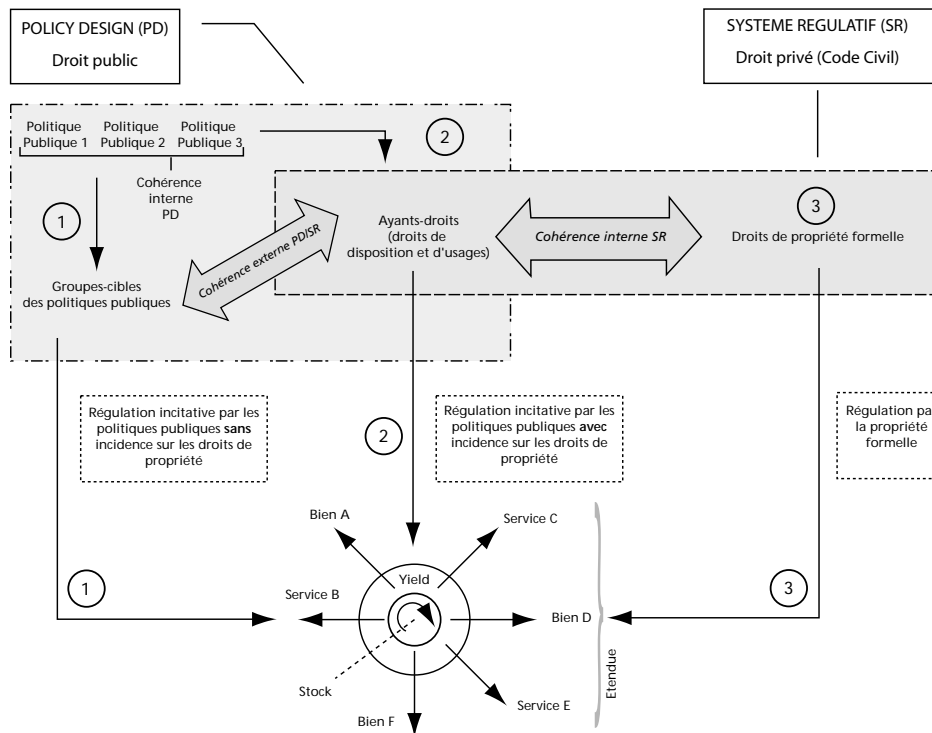 POLICY DESIGN (PD)
Droit public
SYSTEME REGULATIF (SR)
Droit privé (Code Civil)
Politique
Publique 1
Politique
Publique 2
Politique
Publique 3
2
Cohérence
interne
PD
1
3
Cohérence externe PD/SR
Ayants-droits
(droits de
disposition et d'usages)
Cohérence interne SR
Droits de propriété formelle
Groupes-cibles
des politiques publiques
Régulation incitative par les
politiques publiques sans
incidence sur les droits de
propriété
2
Régulation incitative par les
politiques publiques avec
incidence sur les droits de
propriété
Régulation pa
la propriété
formelle
Bien A
Service C
Yield
1
Service B
Bien D
3
Stock
Service E
Bien F
Etendue